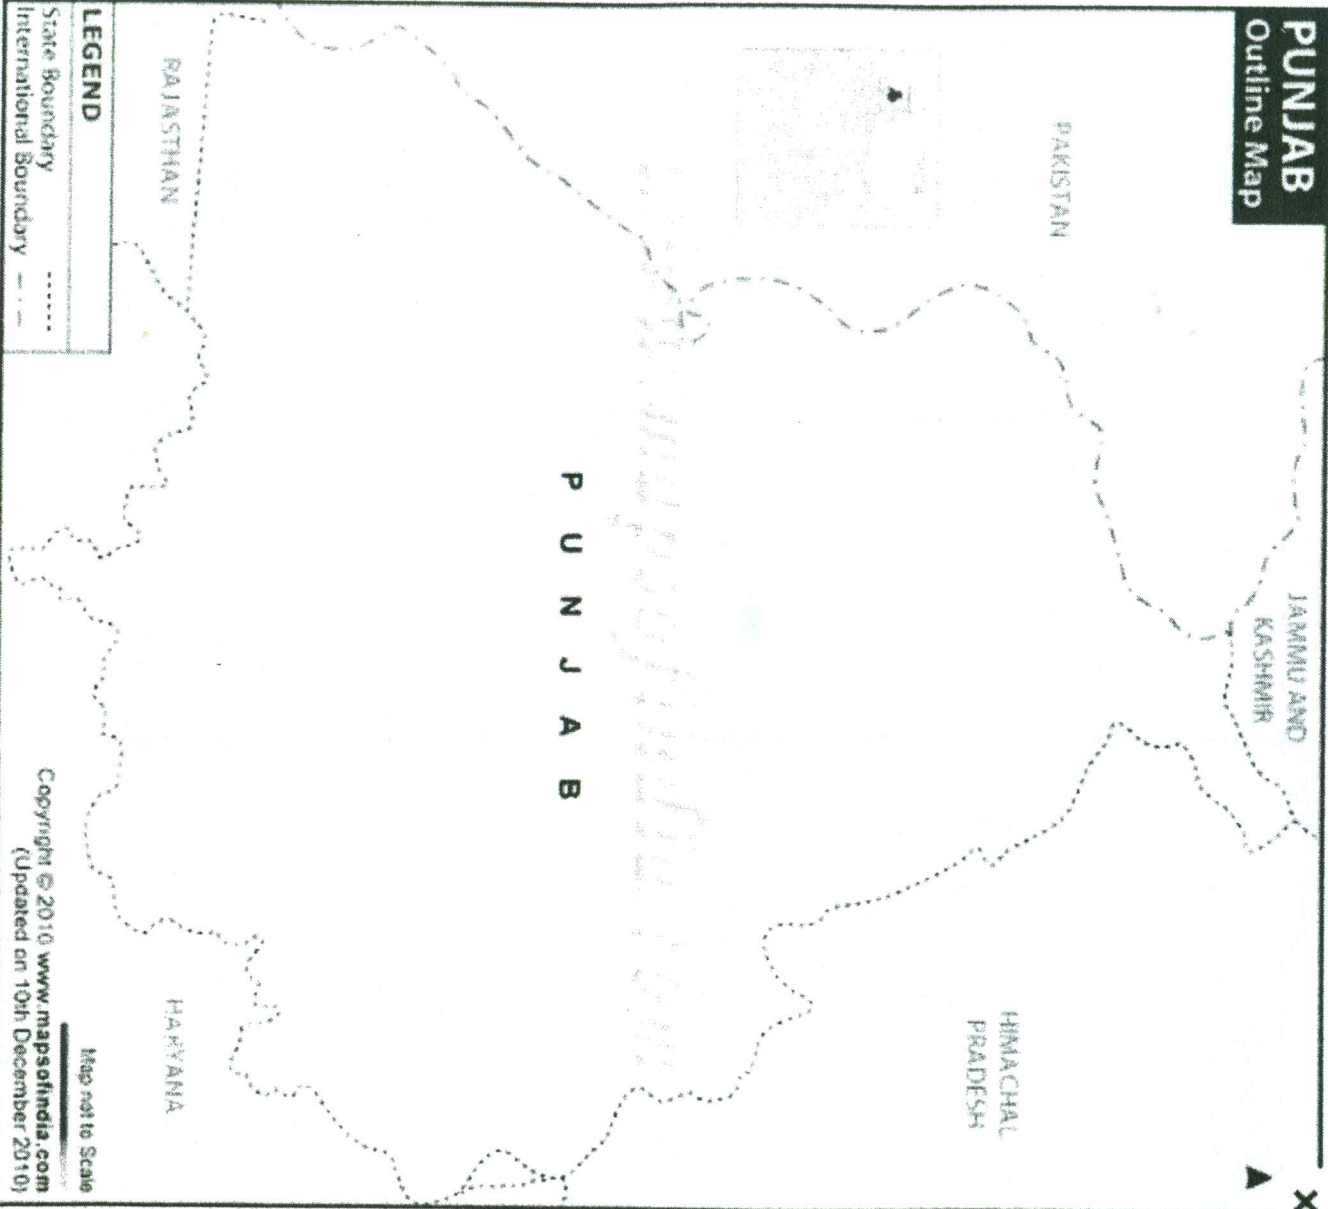 PUNJAB
Outline Map
PAKISTAN
JAMMU AND
KASHMIR
HIMACHAL
PRADESH
P U N J A B
RAJASTHAN
HARYANA
LEGEND
State Boundary
International Boundary
Map not to Scale
Copyright © 2010 www.mapsofindia.com
(Updated on 10th December 2010)